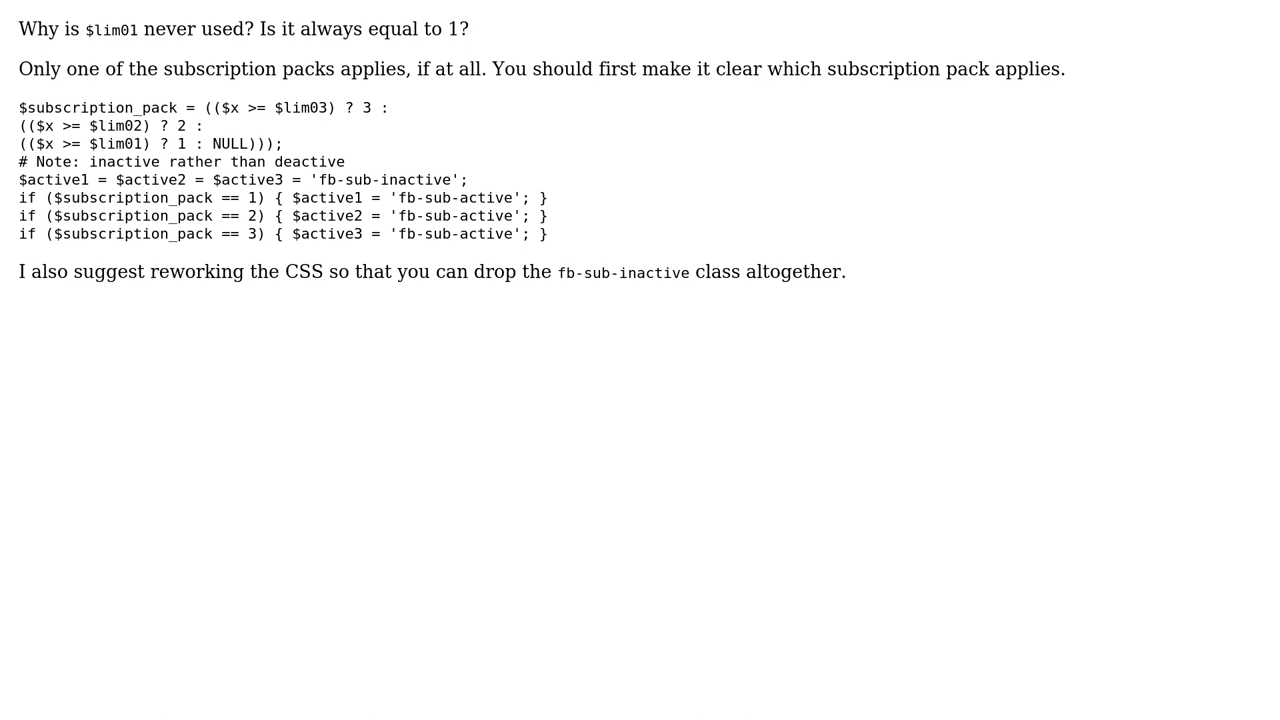 Why is $lim01 never used? Is it always equal to 1?
Only one of the subscription packs applies, if at all. You should first make it clear which subscription pack applies.
$subscription_pack = (($x >= $lim03) ? 3 :
(($x >= $lim02) ? 2 :
(($x >= $lim01) ? 1 : NULL)));
# Note: inactive rather than deactive
$active1 = $active2 = $active3 = 'fb-sub-inactive';
if ($subscription_pack == 1) { $active1 = 'fb-sub-active'; }
if ($subscription_pack == 2) { $active2 = 'fb-sub-active'; }
if ($subscription_pack == 3) { $active3 = 'fb-sub-active'; }
I also suggest reworking the CSS so that you can drop the fb-sub-inactive class altogether.